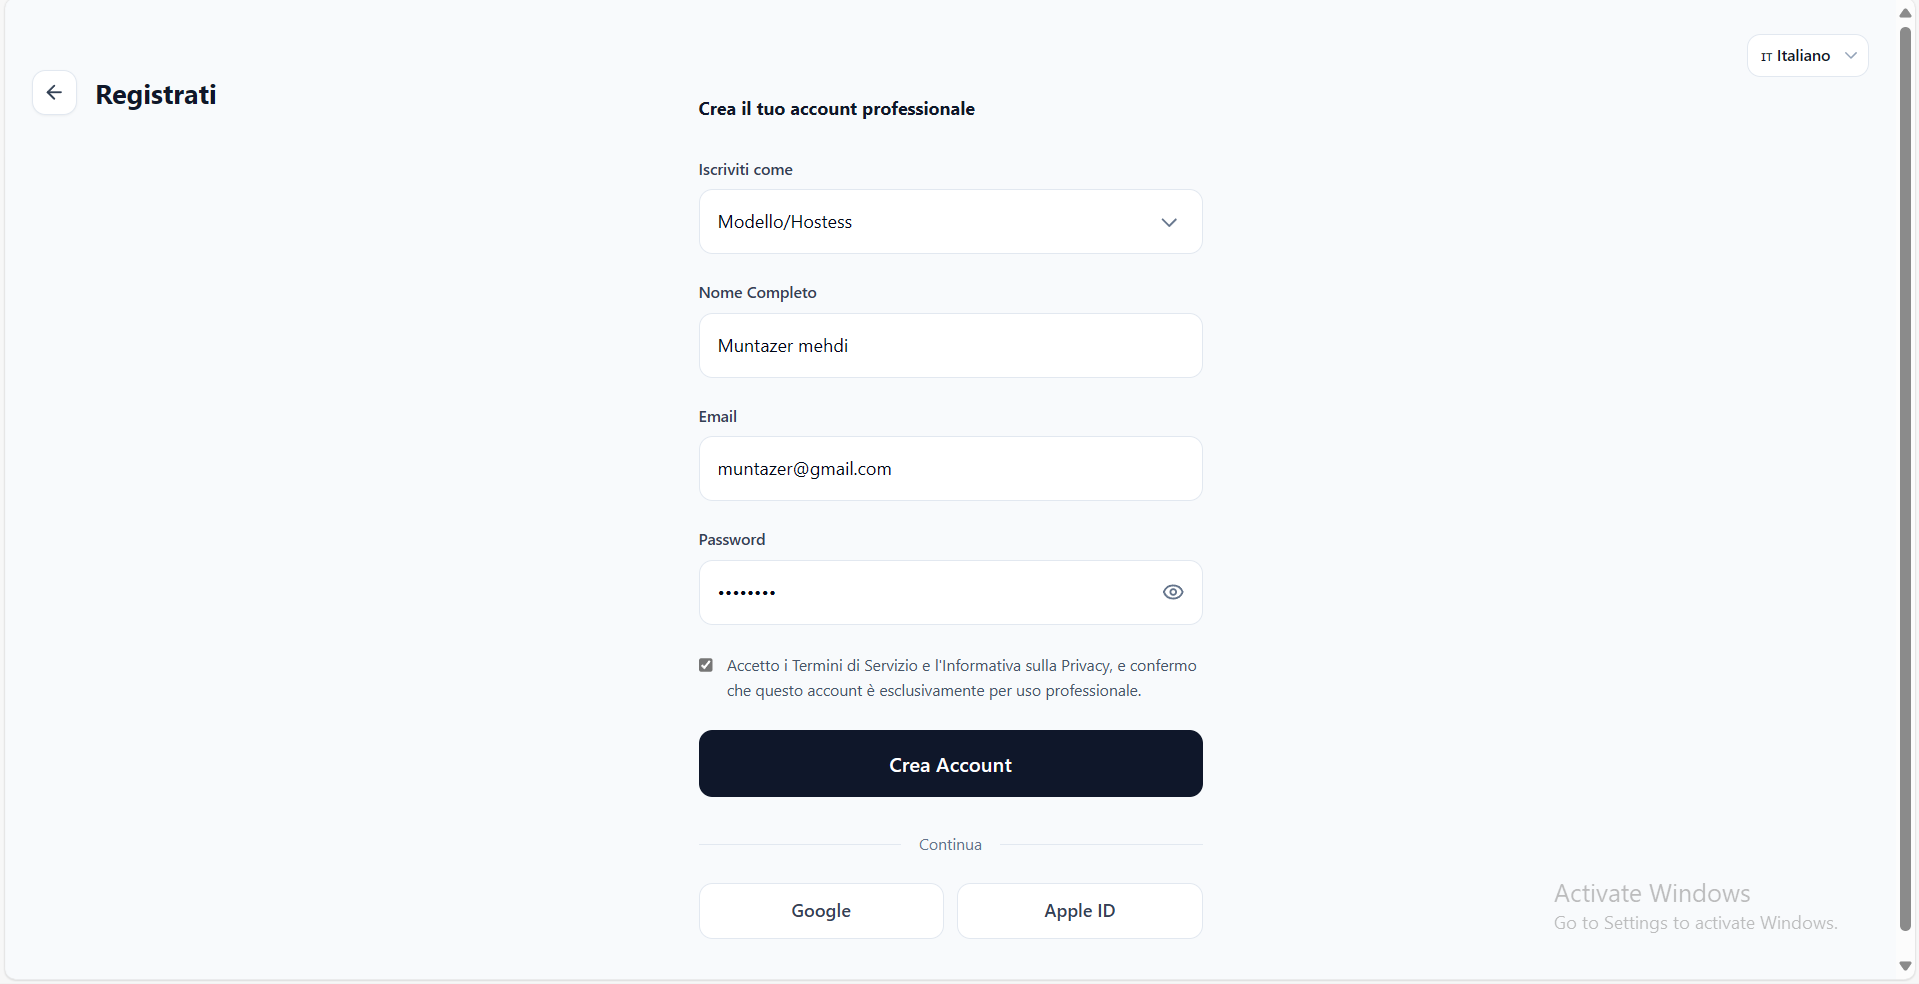 IT Italiano
Registrati
Crea il tuo account professionale
Iscriviti come
Modello/Hostess
Nome Completo
Muntazer mehdi
Email
muntazer@gmail.com
Password
••••••••
Accetto i Termini di Servizio e l'Informativa sulla Privacy, e confermo
che questo account è esclusivamente per uso professionale.
Crea Account
Continua
Google
Apple ID
Activate Windows
Go to Settings to activate Windows.